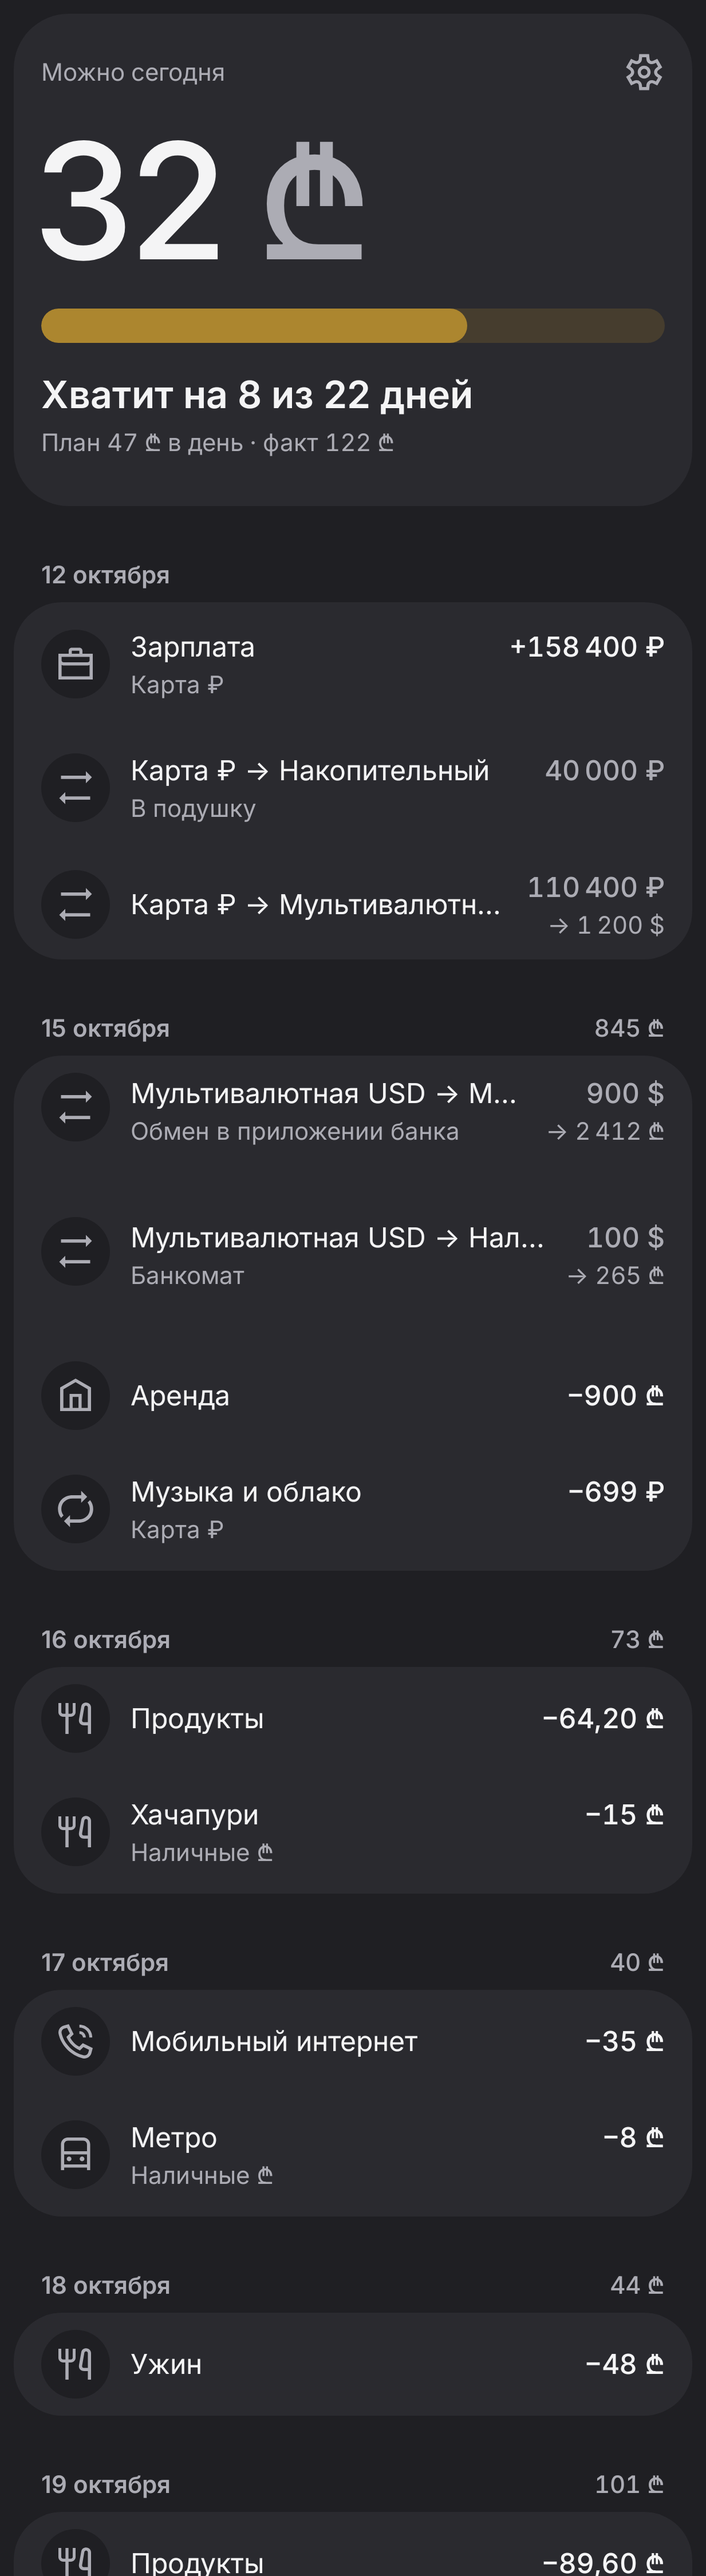 Можно сегодня
32 ₾
Хватит на 8 из 22 дней
План 47 ₾ в день · факт 122 ₾
12 октября
Зарплата +158 400 ₽
Карта ₽
Карта ₽ → Накопительный 40 000 ₽
В подушку
Карта ₽ → Мультивалютн... 110 400 ₽
→ 1 200 $
15 октября 845 ₾
Мультивалютная USD → М... 900 $
Обмен в приложении банка → 2 412 ₾
Мультивалютная USD → Нал... 100 $
Банкомат → 265 ₾
Аренда −900 ₾
Музыка и облако −699 ₽
Карта ₽
16 октября 73 ₾
Продукты −64,20 ₾
Хачапури −15 ₾
Наличные ₾
17 октября 40 ₾
Мобильный интернет −35 ₾
Метро −8 ₾
Наличные ₾
18 октября 44 ₾
Ужин −48 ₾
19 октября 101 ₾
Продукты −89,60 ₾